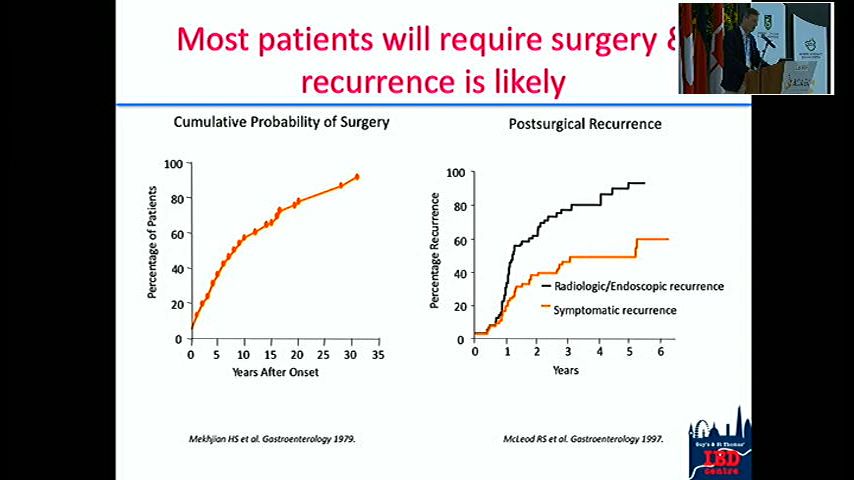 Most patients will require surgery &
recurrence is likely
Cumulative Probability of Surgery
Percentage of Patients
100
80
60
40
20
0
0 5 10 15 20 25 30 35
Years After Onset
Mekhjian HS et al. Gastroenterology 1979.
Postsurgical Recurrence
Percentage Recurrence
100
80
60
40
20
0
Radiologic/Endoscopic recurrence
Symptomatic recurrence
0 1 2 3 4 5 6
Years
McLeod RS et al. Gastroenterology 1997.
Guy's & St Thomas'
IBD
centre